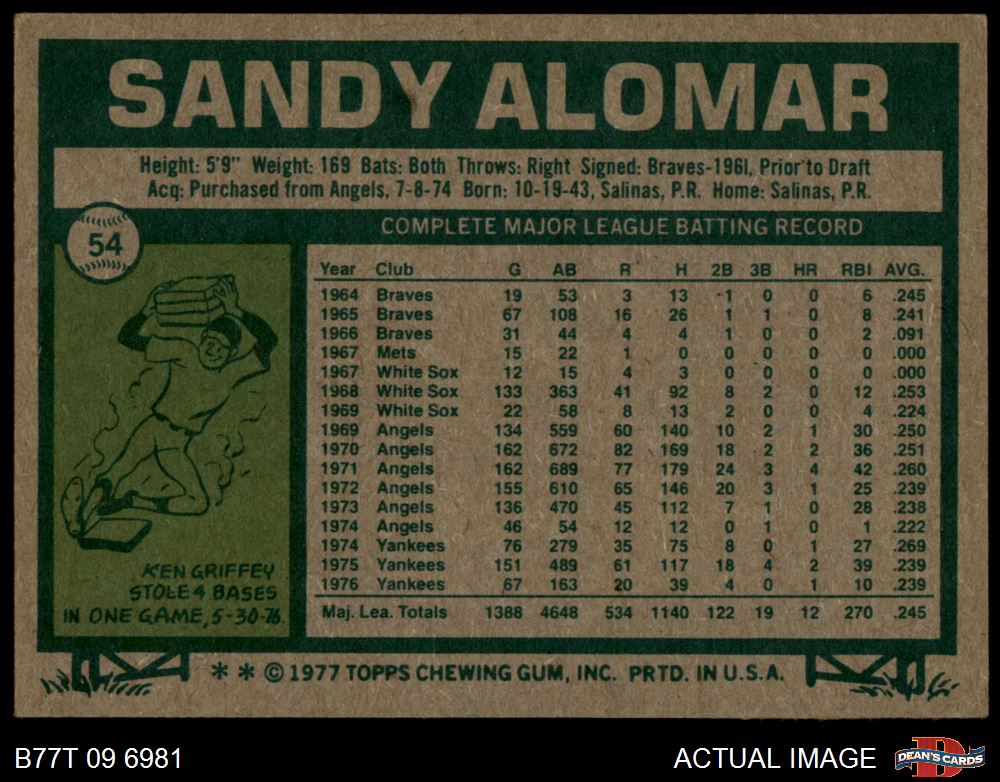 SANDY ALOMAR
Height: 5'9" Weight: 169 Bats: Both Throws: Right Signed: Braves-1961, Prior to Draft
Acq: Purchased from Angels, 7-8-74 Born: 10-19-43, Salinas, P.R. Home: Salinas, P.R.
54
COMPLETE MAJOR LEAGUE BATTING RECORD
Year Club G AB R H 2B 3B HR RBI AVG.
1964 Braves 19 53 3 13 1 0 0 6 .245
1965 Braves 67 108 16 26 1 1 0 8 .241
1966 Braves 31 44 4 4 1 0 0 2 .091
1967 Mets 15 22 1 0 0 0 0 0 .000
1967 White Sox 12 15 4 3 0 0 0 0 .000
1968 White Sox 133 363 41 92 8 2 0 12 .253
1969 White Sox 22 58 8 13 2 0 0 4 .224
1969 Angels 134 559 60 140 10 2 1 30 .250
1970 Angels 162 672 82 169 18 2 2 36 .251
1971 Angels 162 689 77 179 24 3 4 42 .260
1972 Angels 155 610 65 146 20 3 1 25 .239
1973 Angels 136 470 45 112 7 1 0 28 .238
1974 Angels 46 54 12 12 0 1 0 1 .222
1974 Yankees 76 279 35 75 8 0 1 27 .269
1975 Yankees 151 489 61 117 18 4 2 39 .239
1976 Yankees 67 163 20 39 4 0 1 10 .239
Maj. Lea. Totals 1388 4648 534 1140 122 19 12 270 .245
KEN GRIFFEY
STOLE 4 BASES
IN ONE GAME, 5-30-76.
* * © 1977 TOPPS CHEWING GUM, INC. PRTD. IN U.S.A.
B77T 09 6981
ACTUAL IMAGE
D
DEAN'S CARDS